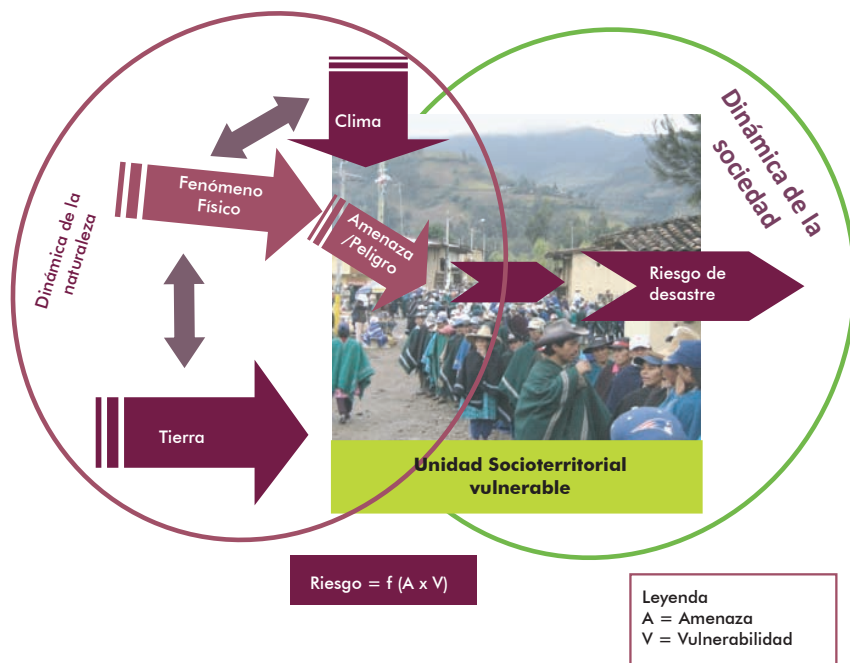 Clima
Dinámica de la
sociedad
Fenómeno
Físico
Dinámica de la
naturaleza
Amenaza
/Peligro
Riesgo de
desastre
Tierra
Unidad Socioterritorial
vulnerable
Riesgo = f (A x V)
Leyenda
A = Amenaza
V = Vulnerabilidad